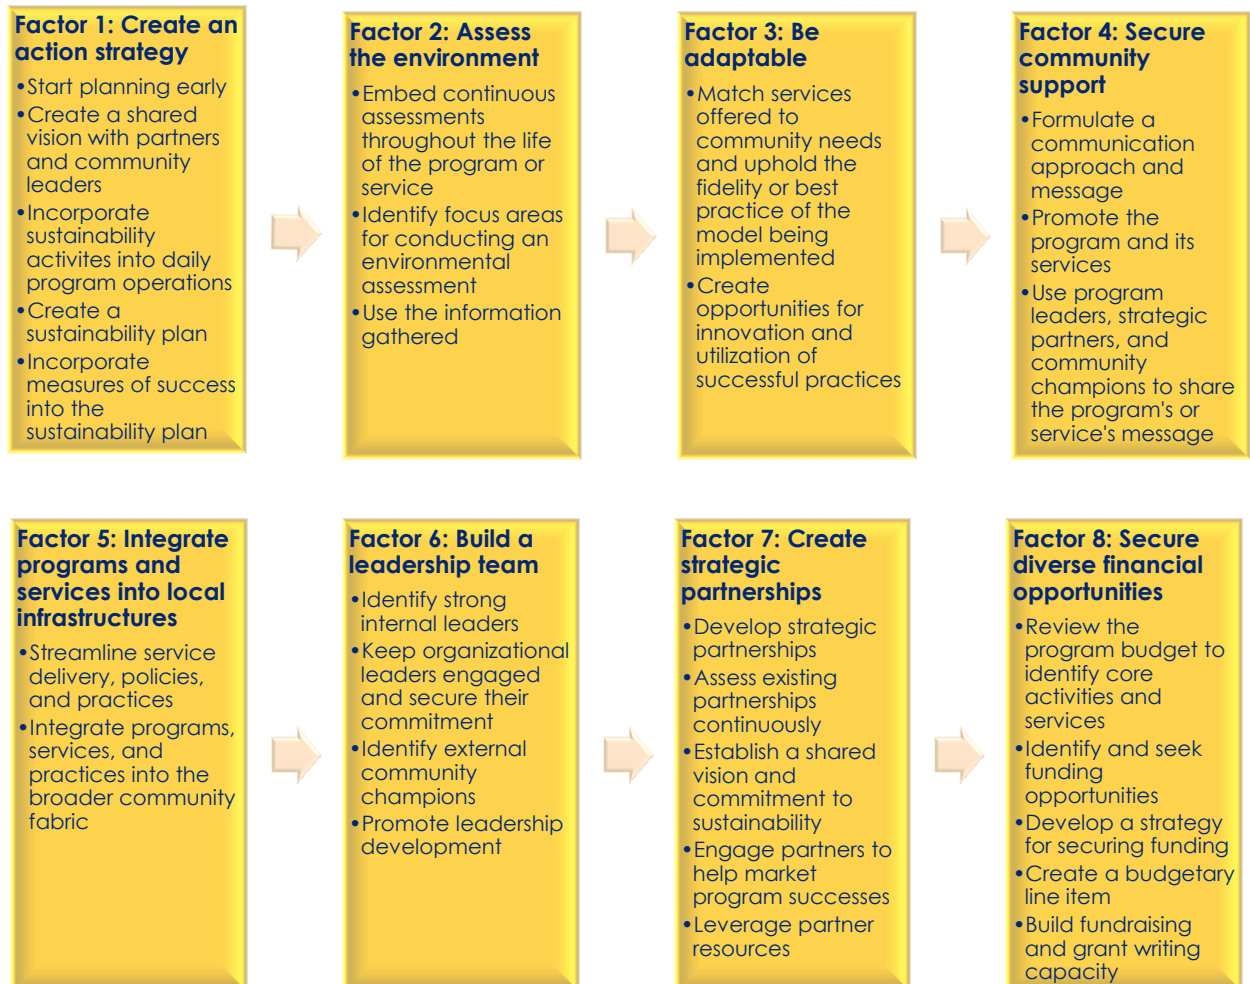 Factor 1: Create an
action strategy
•Start planning early
•Create a shared
vision with partners
and community
leaders
•Incorporate
sustainability
activites into daily
program operations
•Create a
sustainability plan
•Incorporate
measures of success
into the
sustainability plan
Factor 2: Assess
the environment
•Embed continuous
assessments
throughout the life
of the program or
service
•Identify focus areas
for conducting an
environmental
assessment
•Use the information
gathered
Factor 3: Be
adaptable
•Match services
offered to
community needs
and uphold the
fidelity or best
practice of the
model being
implemented
•Create
opportunities for
innovation and
utilization of
successful practices
Factor 4: Secure
community
support
•Formulate a
communication
approach and
message
•Promote the
program and its
services
•Use program
leaders, strategic
partners, and
community
champions to share
the program's or
service's message
Factor 5: Integrate
programs and
services into local
infrastructures
•Streamline service
delivery, policies,
and practices
•Integrate programs,
services, and
practices into the
broader community
fabric
Factor 6: Build a
leadership team
•Identify strong
internal leaders
•Keep organizational
leaders engaged
and secure their
commitment
•Identify external
community
champions
•Promote leadership
development
Factor 7: Create
strategic
partnerships
•Develop strategic
partnerships
•Assess existing
partnerships
continuously
•Establish a shared
vision and
commitment to
sustainability
•Engage partners to
help market
program successes
•Leverage partner
resources
Factor 8: Secure
diverse financial
opportunities
•Review the
program budget to
identify core
activities and
services
•Identify and seek
funding
opportunities
•Develop a strategy
for securing funding
•Create a budgetary
line item
•Build fundraising
and grant writing
capacity